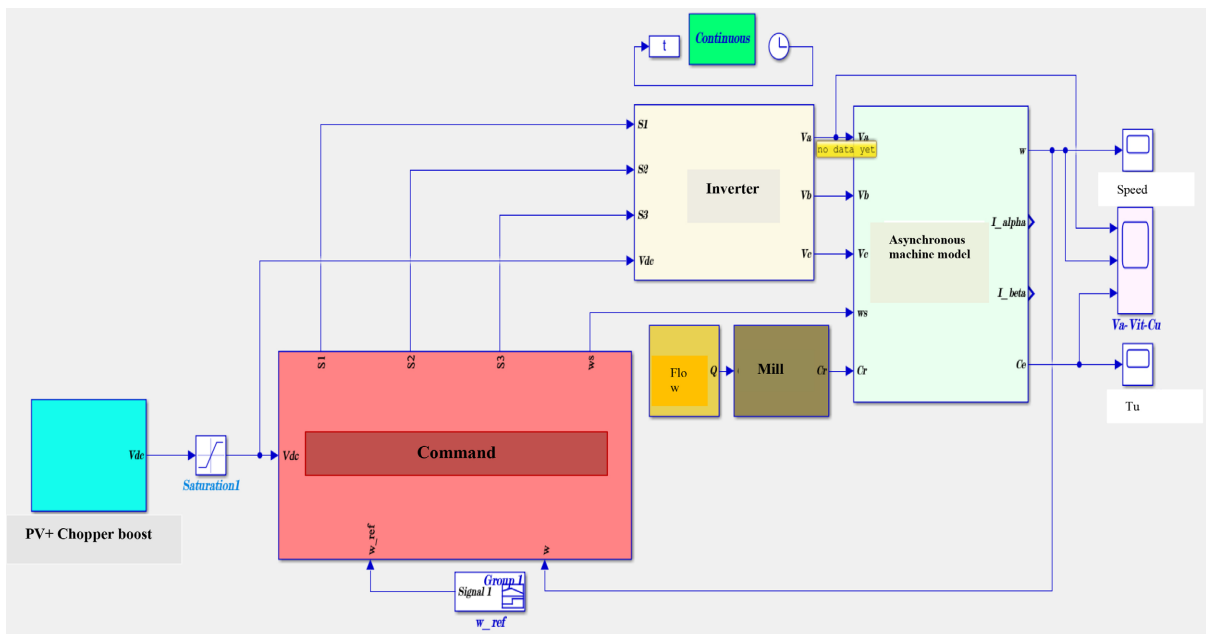 t
Continuous
S1
S2
S3
Vdc
Inverter
Va
Vb
Vc
no data yet
Va
Vb
Vc
ws
Cr
Asynchronous
machine model
w
I_alpha
I_beta
Ce
Speed
Va-Vit-Cu
Tu
Flo
w
Q
Mill
Cr
S1
S2
S3
ws
Vdc
Command
w_ref
w
Vdc
Saturation1
PV+ Chopper boost
Group 1
Signal 1
w_ref